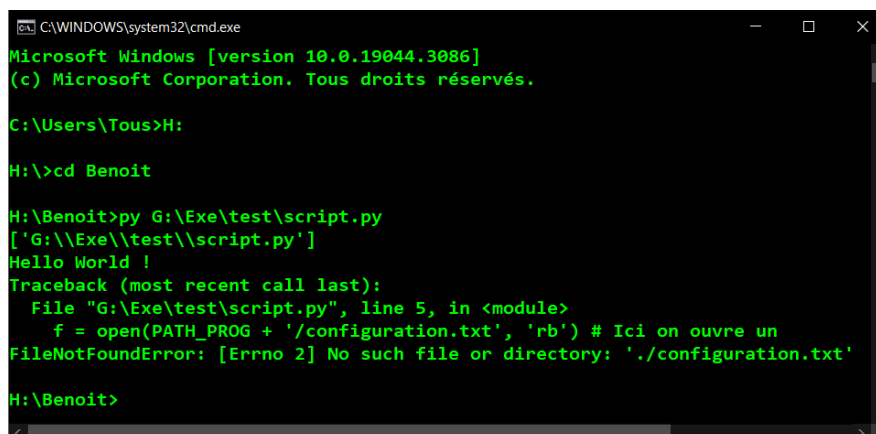 C:\WINDOWS\system32\cmd.exe
Microsoft Windows [version 10.0.19044.3086]
(c) Microsoft Corporation. Tous droits réservés.
C:\Users\Tous>H:
H:\>cd Benoit
H:\Benoit>py G:\Exe\test\script.py
['G:\\Exe\\test\\script.py']
Hello World !
Traceback (most recent call last):
  File "G:\Exe\test\script.py", line 5, in <module>
    f = open(PATH_PROG + '/configuration.txt', 'rb') # Ici on ouvre un
FileNotFoundError: [Errno 2] No such file or directory: './configuration.txt'
H:\Benoit>